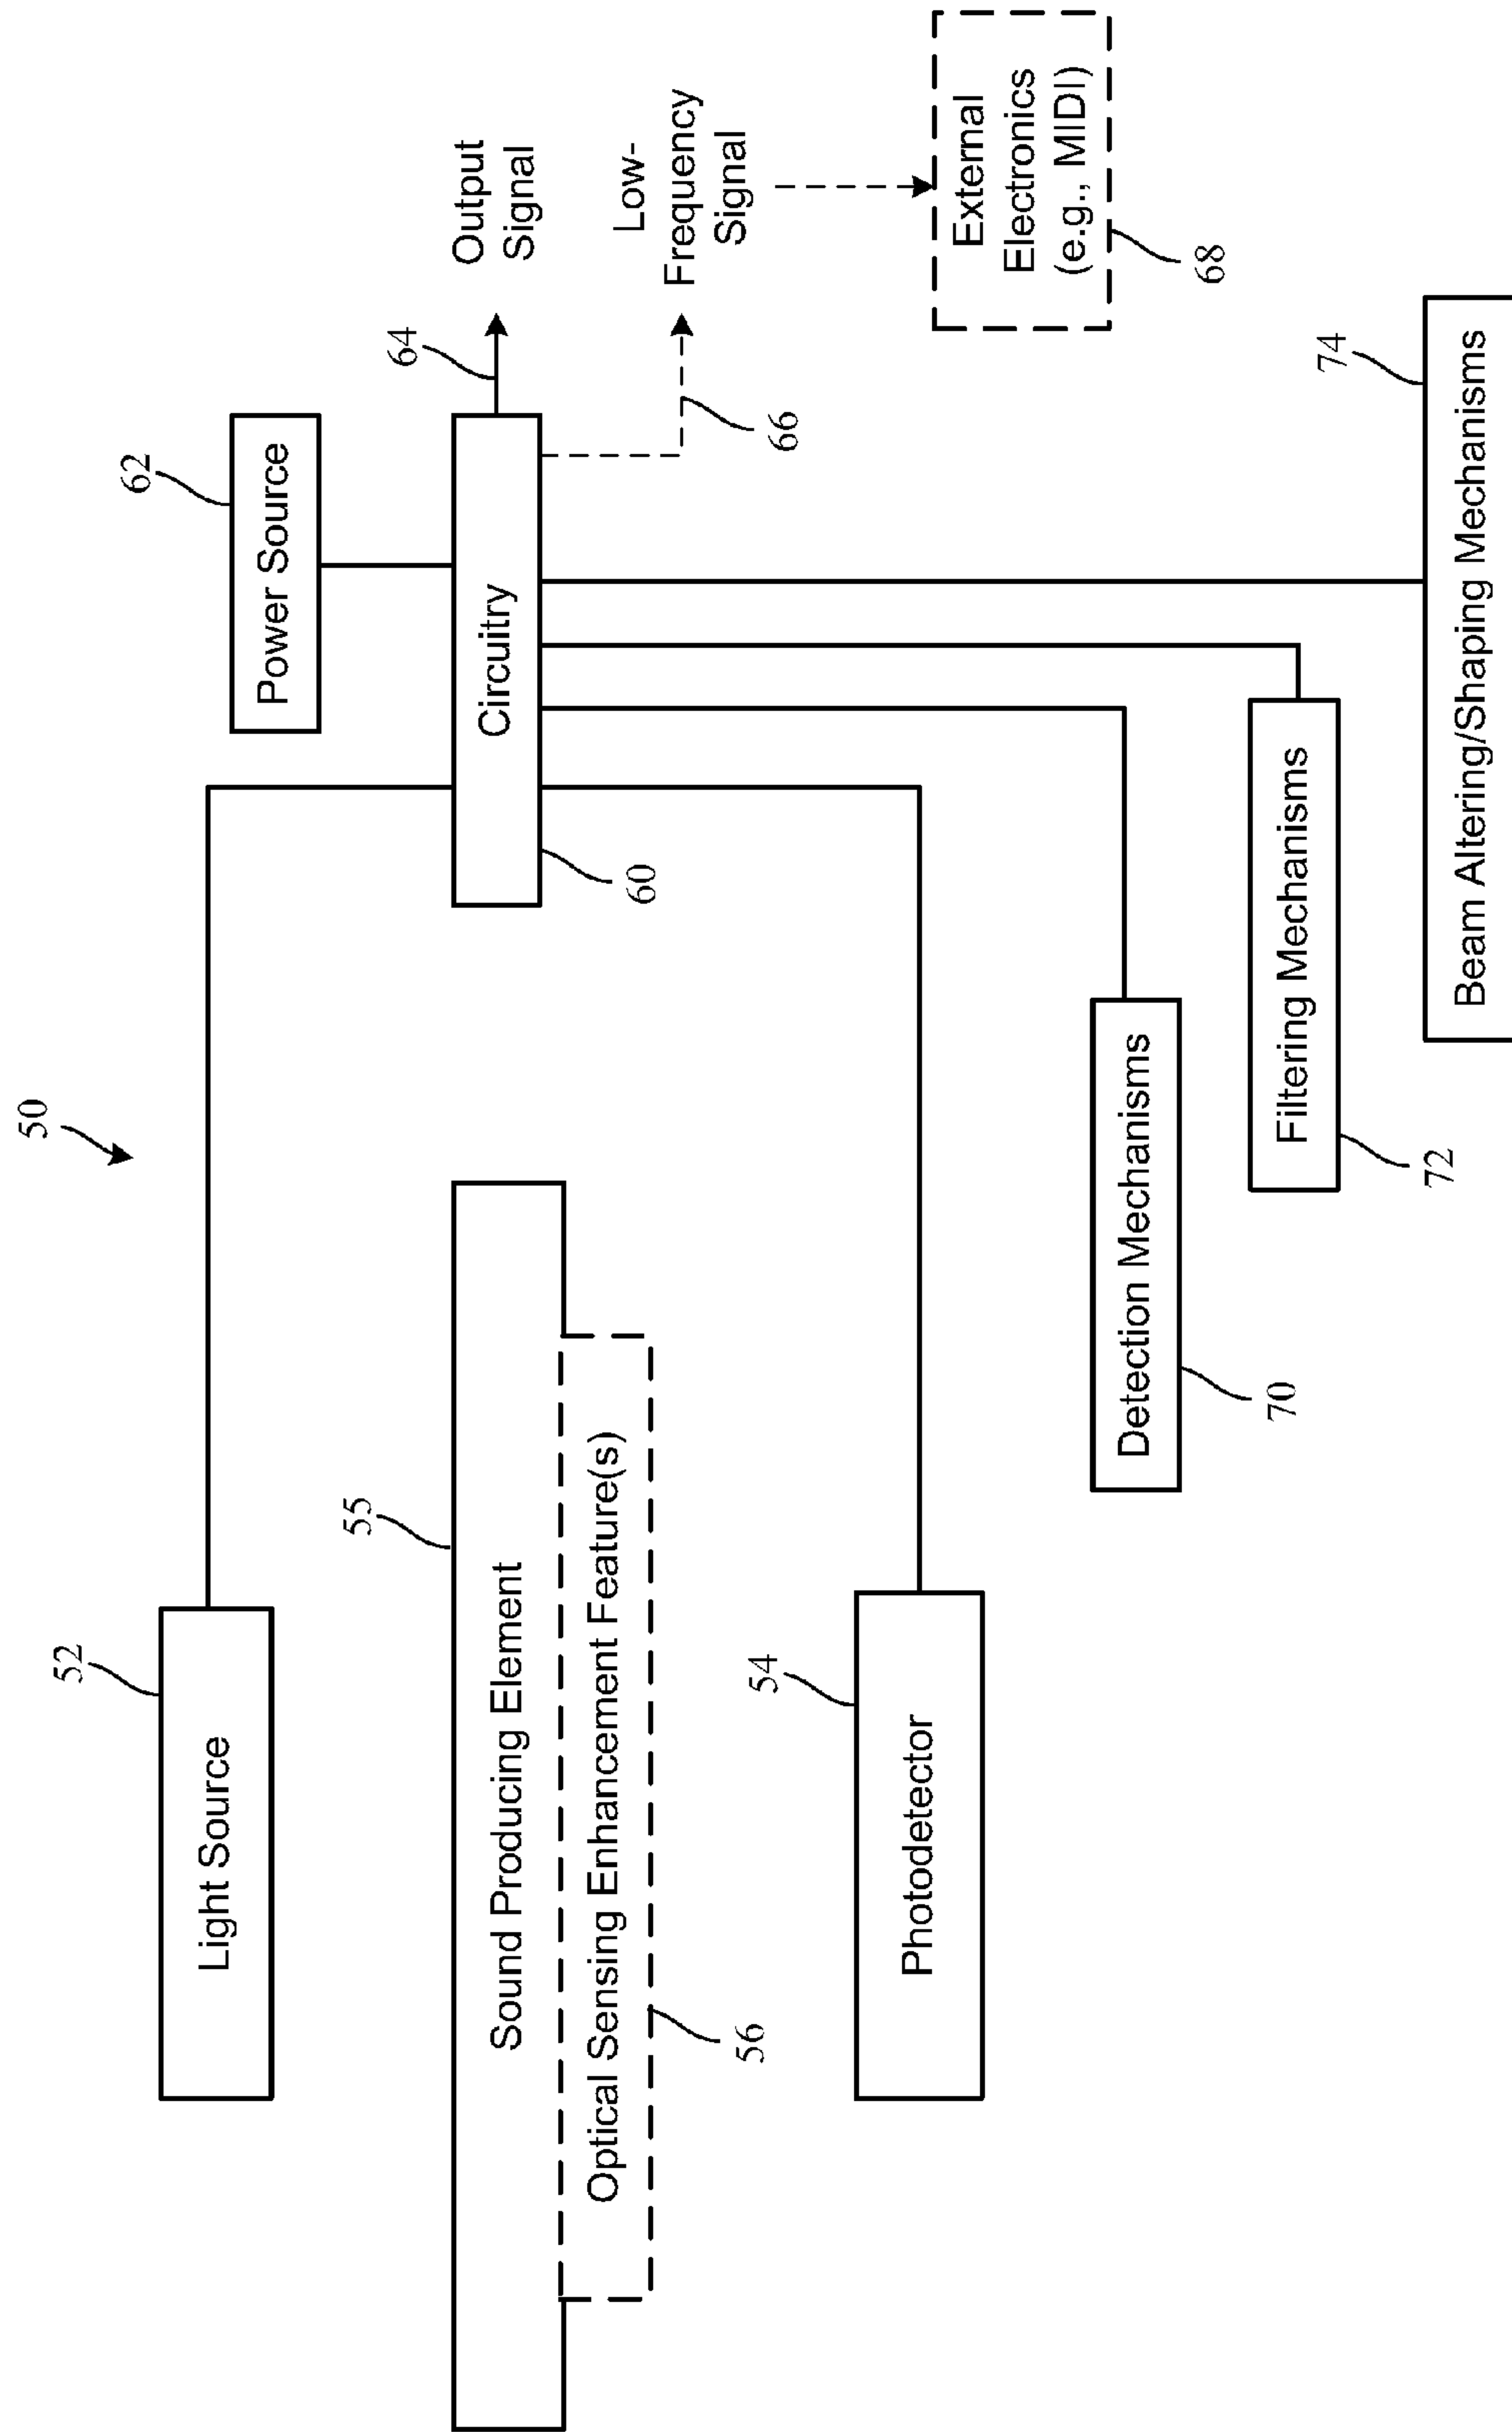 50
52
Light Source
62
Power Source
55
Sound Producing Element
Optical Sensing Enhancement Feature(s)
56
Circuitry
60
64
Output
Signal
66
Low-
Frequency
Signal
54
Photodetector
External
Electronics
(e.g., MIDI)
68
Detection Mechanisms
70
Filtering Mechanisms
72
74
Beam Altering/Shaping Mechanisms